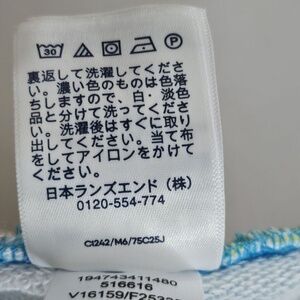 30
P
裏返して洗濯してくださ
い。濃い色のものは色落
ちしますので、白・淡色
品と分けて洗ってくださ
い。洗濯後はすぐに取り
出してください。当て布
をしてアイロンをかけて
ください。
日本ランズエンド(株)
0120-554-774
C1242/M6/75C25J
194743411480
516616